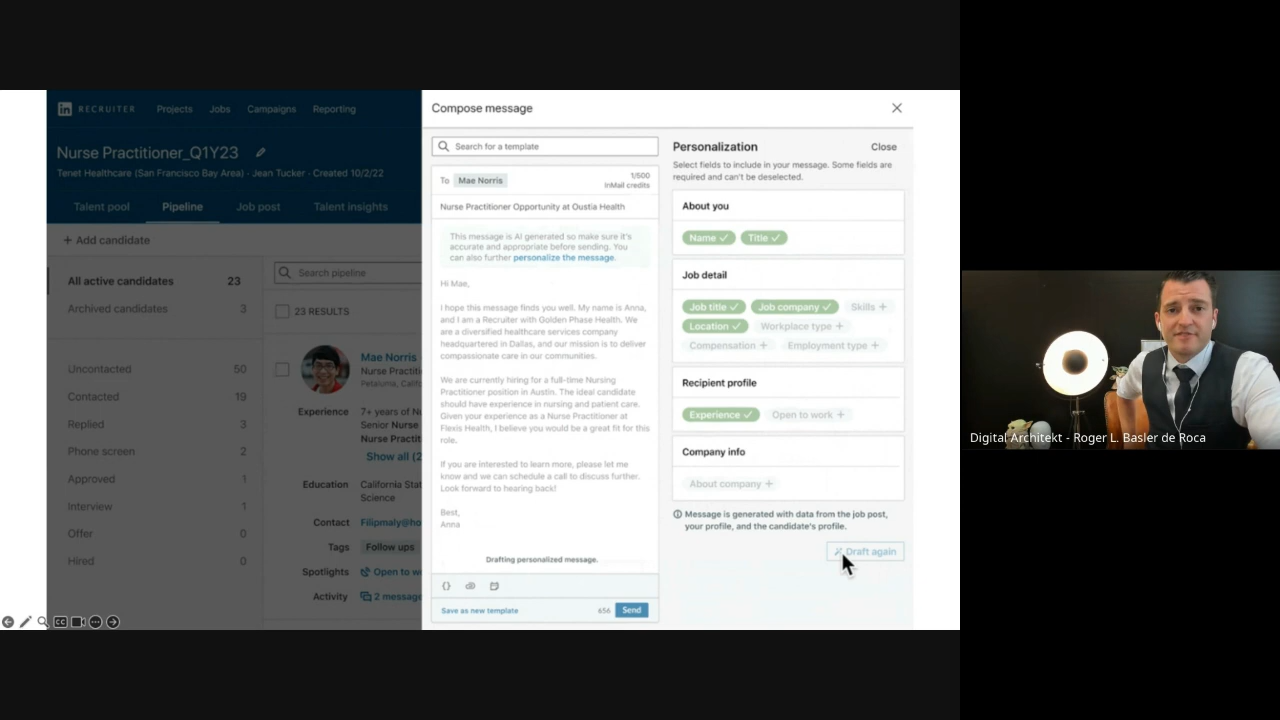 in RECRUITER Projects Jobs Campaigns Reporting
Nurse Practitioner_Q1Y23
Tenet Healthcare (San Francisco Bay Area) · Jean Tucker · Created 10/2/22
Talent pool Pipeline Job post Talent insights
+ Add candidate
All active candidates 23
Archived candidates 3
Uncontacted 50
Contacted 19
Replied 3
Phone screen 2
Approved 1
Interview 1
Offer 0
Hired 0
Search pipeline
23 RESULTS
Mae Norris
Nurse Practiti
Petaluma, Califo
Experience 7+ years of Nu
Senior Nurse
Nurse Practit
Show all (2
Education California Stat
Science
Contact Filipmaly@ho
Tags Follow ups
Spotlights Open to wo
Activity 2 message
Compose message
Search for a template
To Mae Norris 1/500
InMail credits
Nurse Practitioner Opportunity at Oustia Health
This message is AI generated so make sure it's
accurate and appropriate before sending. You
can also further personalize the message.
Hi Mae,
I hope this message finds you well. My name is Anna,
and I am a Recruiter with Golden Phase Health. We
are a diversified healthcare services company
headquartered in Dallas, and our mission is to deliver
compassionate care in our communities.
We are currently hiring for a full-time Nursing
Practitioner position in Austin. The ideal candidate
should have experience in nursing and patient care.
Given your experience as a Nurse Practitioner at
Flexis Health, I believe you would be a great fit for this
role.
If you are interested to learn more, please let me
know and we can schedule a call to discuss further.
Look forward to hearing back!
Best,
Anna
Drafting personalized message.
{}
Save as new template 656 Send
Personalization Close
Select fields to include in your message. Some fields are
required and can't be deselected.
About you
Name Title
Job detail
Job title Job company Skills +
Location Workplace type +
Compensation + Employment type +
Recipient profile
Experience Open to work +
Company info
About company +
Message is generated with data from the job post,
your profile, and the candidate's profile.
Draft again
CC
Digital Architekt - Roger L. Basler de Roca